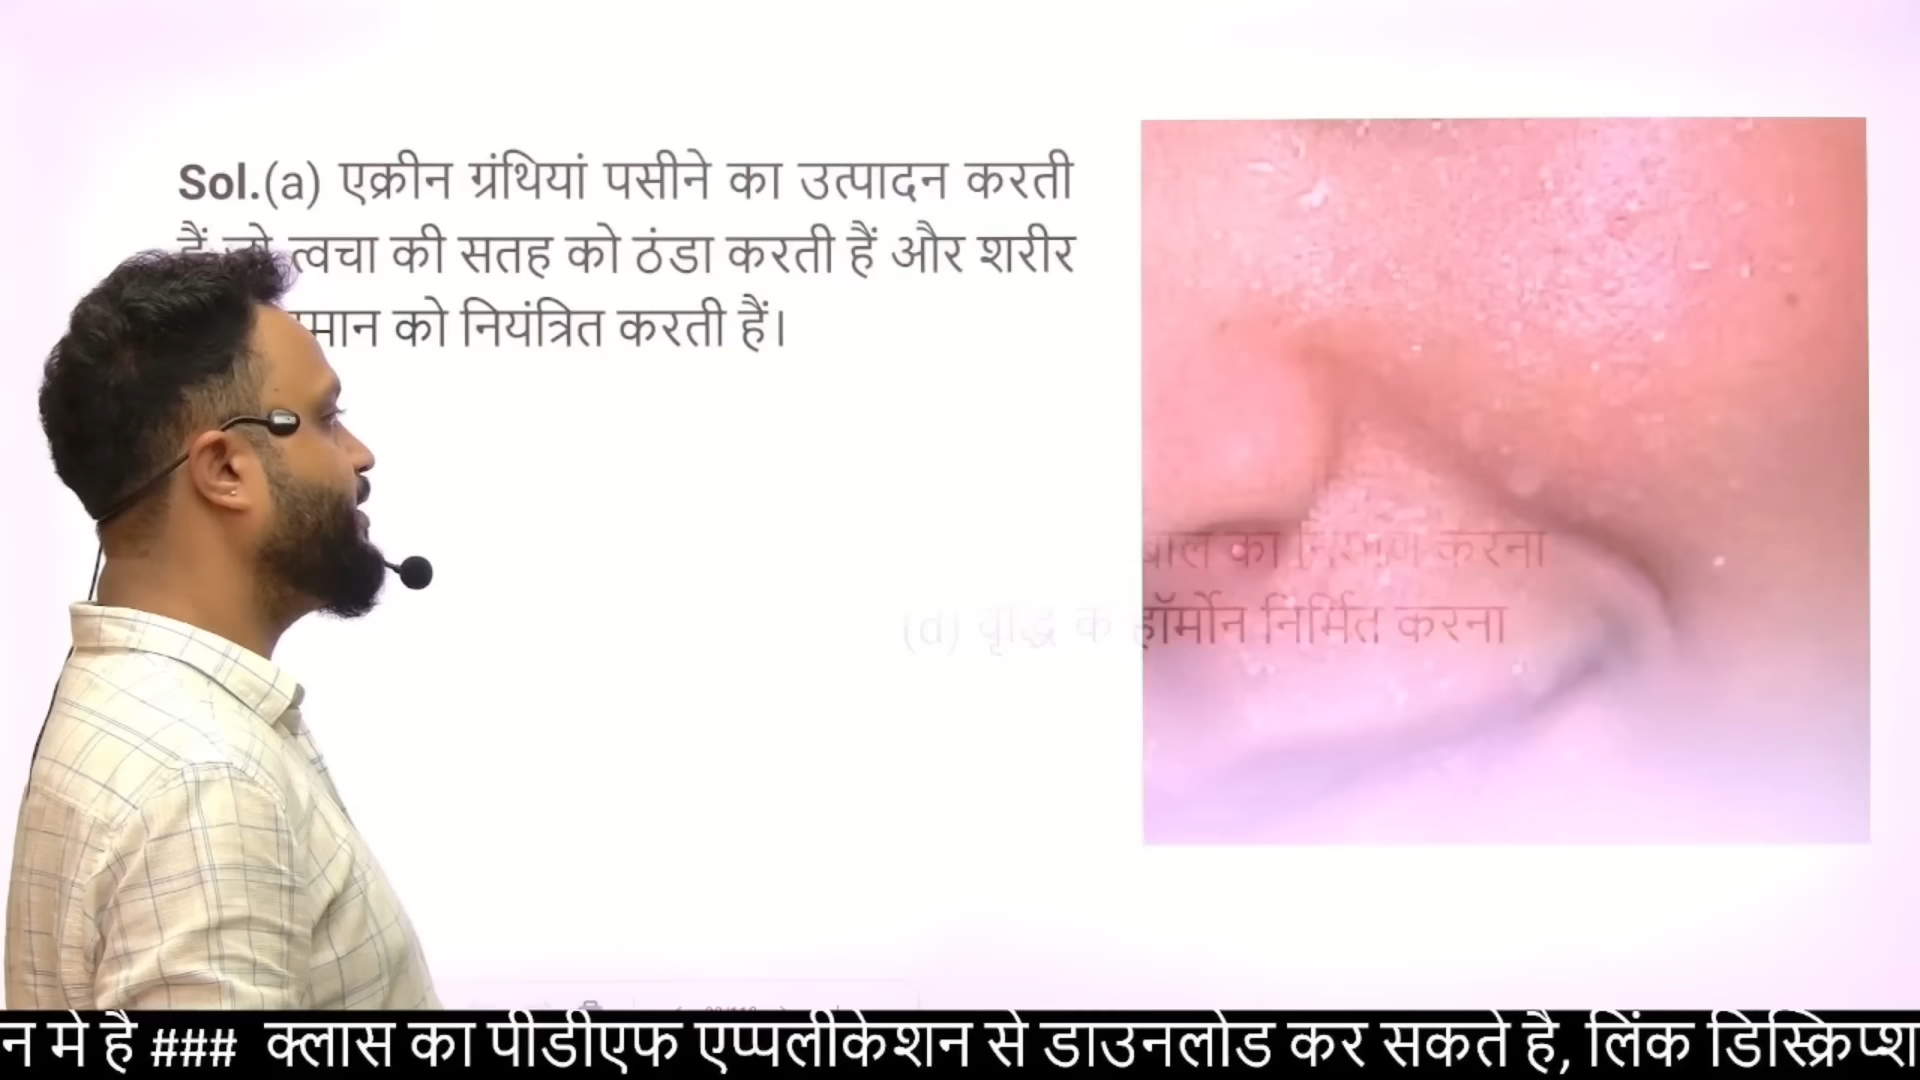 Sol.(a) एक्रीन ग्रंथियां पसीने का उत्पादन करती
हैं जो त्वचा की सतह को ठंडा करती हैं और शरीर
को नियंत्रित करती हैं।
का निर्माण करना
(d) वृद्धि के हॉर्मोन निर्मित करना
न मे है ### क्लास का पीडीएफ एप्पलीकेशन से डाउनलोड कर सकते है, लिंक डिस्क्रिप्श